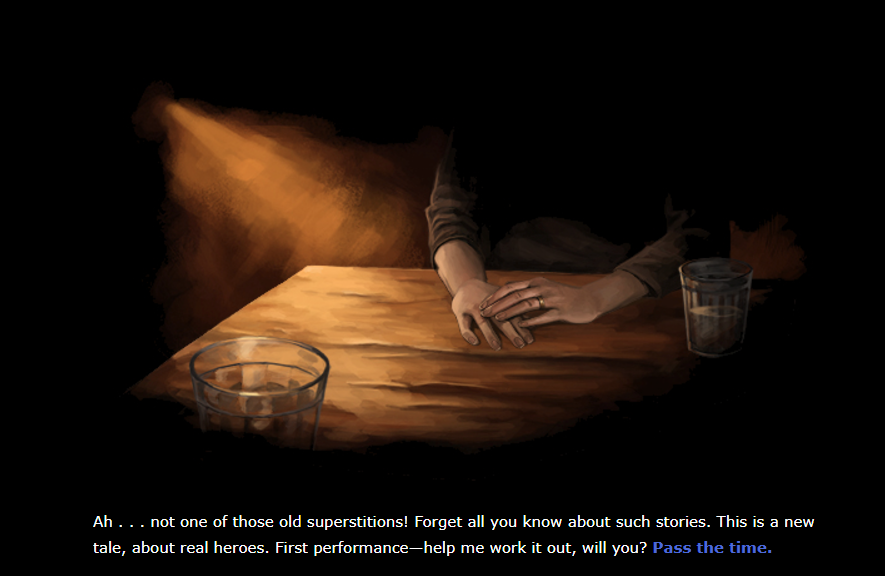 Ah . . . not one of those old superstitions! Forget all you know about such stories. This is a new
tale, about real heroes. First performance—help me work it out, will you? Pass the time.